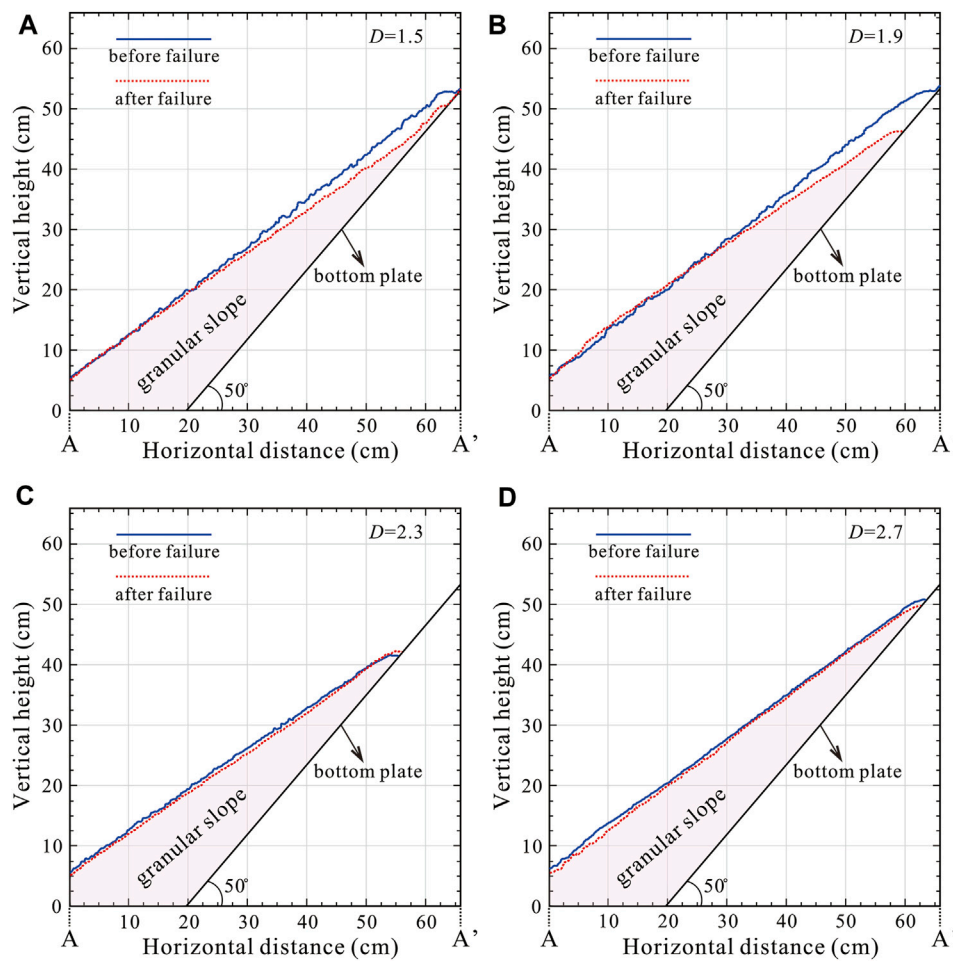 A
D=1.5
before failure
after failure
60
50
40
30
20
10
0
Vertical height (cm)
granular slope
bottom plate
50°
10 20 30 40 50 60
A Horizontal distance (cm) A’
B
D=1.9
before failure
after failure
60
50
40
30
20
10
0
Vertical height (cm)
granular slope
bottom plate
50°
10 20 30 40 50 60
A Horizontal distance (cm) A’
C
D=2.3
before failure
after failure
60
50
40
30
20
10
0
Vertical height (cm)
granular slope
bottom plate
50°
10 20 30 40 50 60
A Horizontal distance (cm) A’
D
D=2.7
before failure
after failure
60
50
40
30
20
10
0
Vertical height (cm)
granular slope
bottom plate
50°
10 20 30 40 50 60
A Horizontal distance (cm) A’